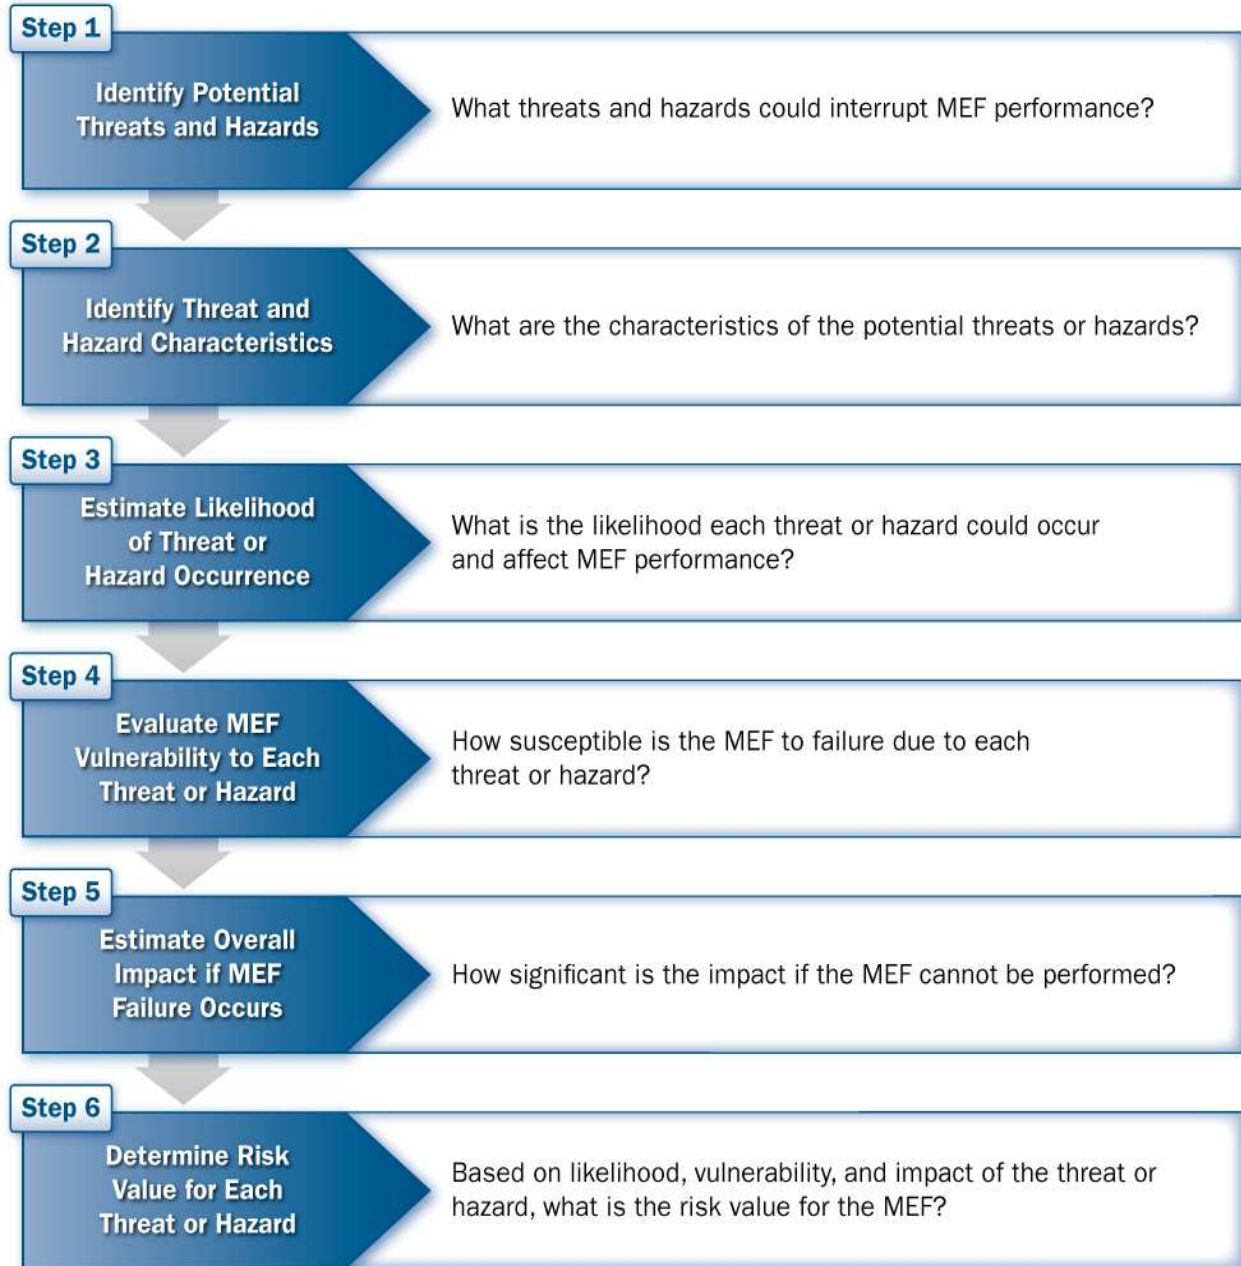 Step 1
Identify Potential
Threats and Hazards
What threats and hazards could interrupt MEF performance?
Step 2
Identify Threat and
Hazard Characteristics
What are the characteristics of the potential threats or hazards?
Step 3
Estimate Likelihood
of Threat or
Hazard Occurrence
What is the likelihood each threat or hazard could occur
and affect MEF performance?
Step 4
Evaluate MEF
Vulnerability to Each
Threat or Hazard
How susceptible is the MEF to failure due to each
threat or hazard?
Step 5
Estimate Overall
Impact if MEF
Failure Occurs
How significant is the impact if the MEF cannot be performed?
Step 6
Determine Risk
Value for Each
Threat or Hazard
Based on likelihood, vulnerability, and impact of the threat or
hazard, what is the risk value for the MEF?